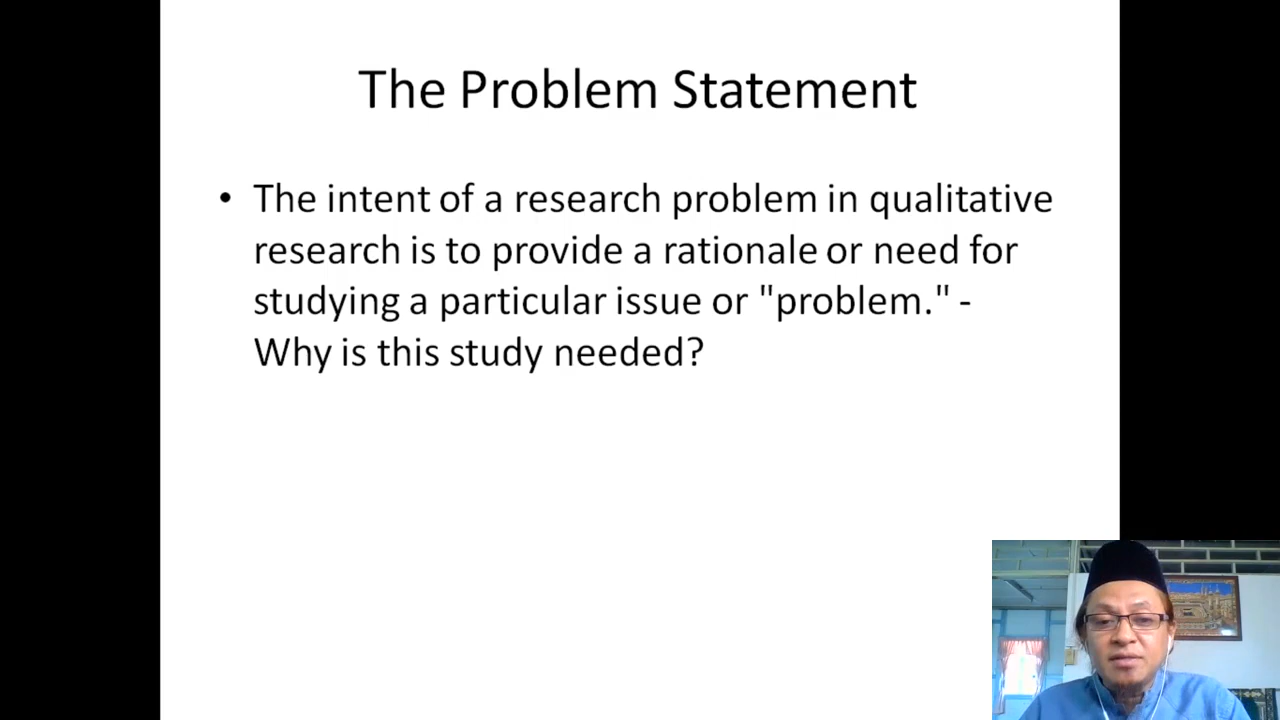 The Problem Statement
• The intent of a research problem in qualitative
research is to provide a rationale or need for
studying a particular issue or "problem." -
Why is this study needed?